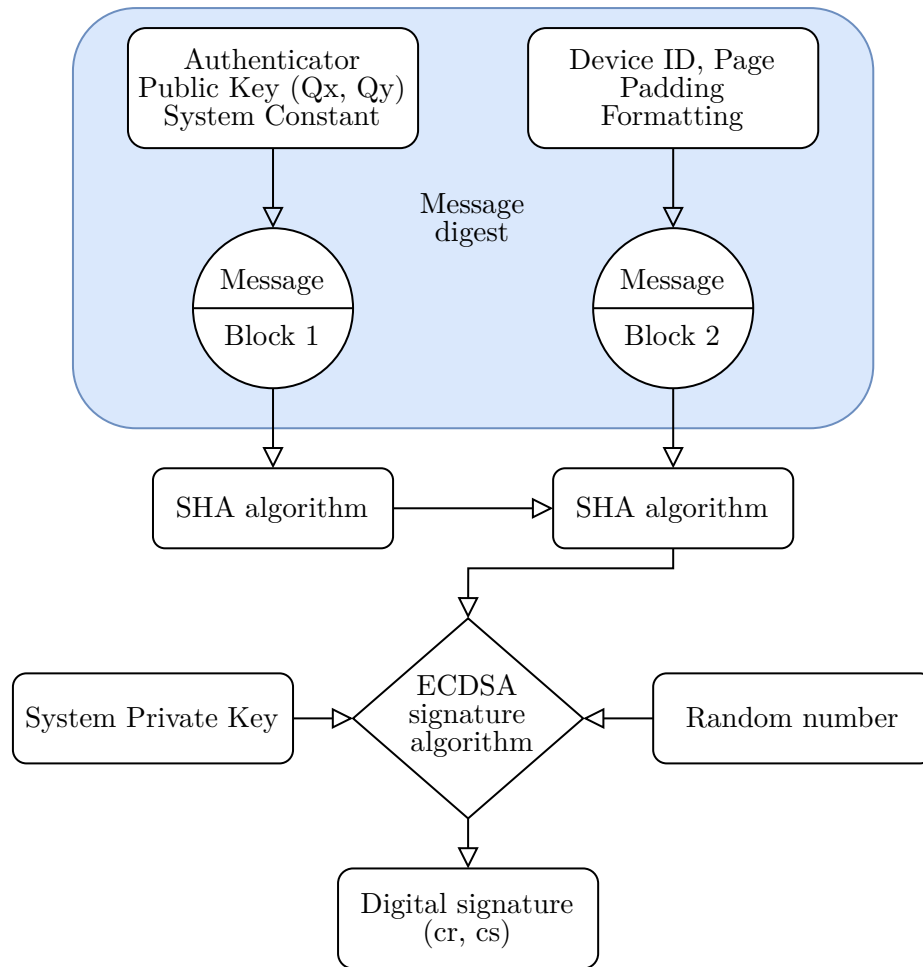 Authenticator
Public Key (Qx, Qy)
System Constant
Device ID, Page
Padding
Formatting
Message
digest
Message
Block 1
Message
Block 2
SHA algorithm
SHA algorithm
ECDSA
signature
algorithm
System Private Key
Random number
Digital signature
(cr, cs)